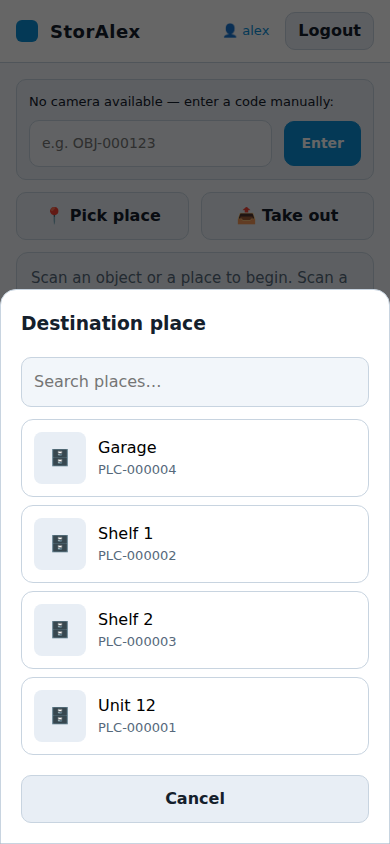 StorAlex
alex
Logout
No camera available — enter a code manually:
e.g. OBJ-000123
Enter
Pick place
Take out
Scan an object or a place to begin. Scan a
Destination place
Search places…
Garage
PLC-000004
Shelf 1
PLC-000002
Shelf 2
PLC-000003
Unit 12
PLC-000001
Cancel